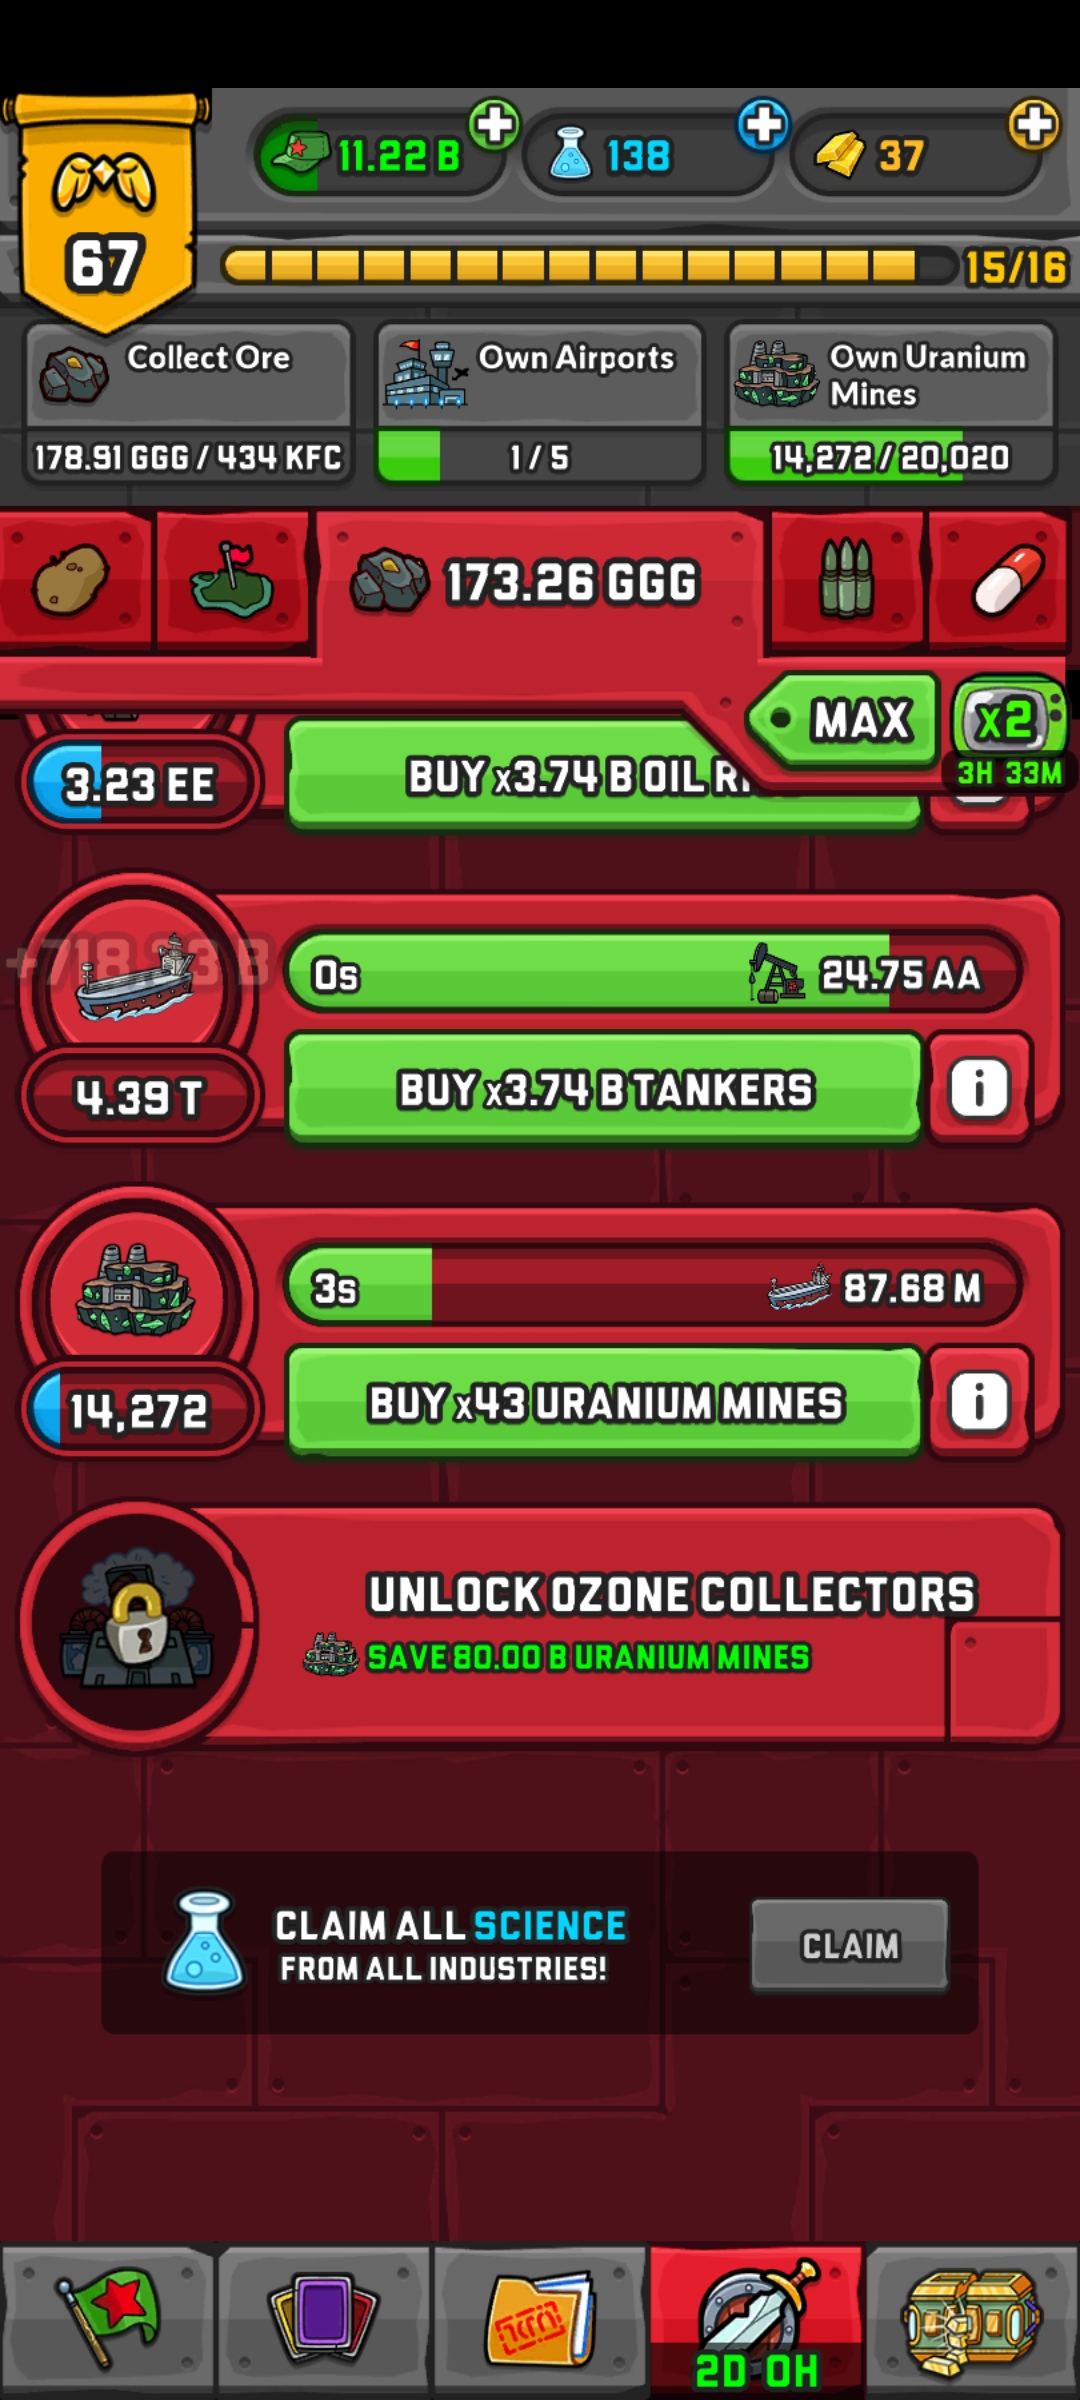 11.22 B
138
37
67
15/16
Collect Ore
178.91 GGG / 434 KFC
Own Airports
1 / 5
Own Uranium
Mines
14,272 / 20,020
173.26 GGG
MAX
x2
3H 33M
3.23 EE
BUY x3.74 B OIL RI
0s
24.75 AA
4.39 T
BUY x3.74 B TANKERS
i
3s
87.68 M
14,272
BUY x43 URANIUM MINES
i
UNLOCK OZONE COLLECTORS
SAVE 80.00 B URANIUM MINES
CLAIM ALL SCIENCE
FROM ALL INDUSTRIES!
CLAIM
2D 0H